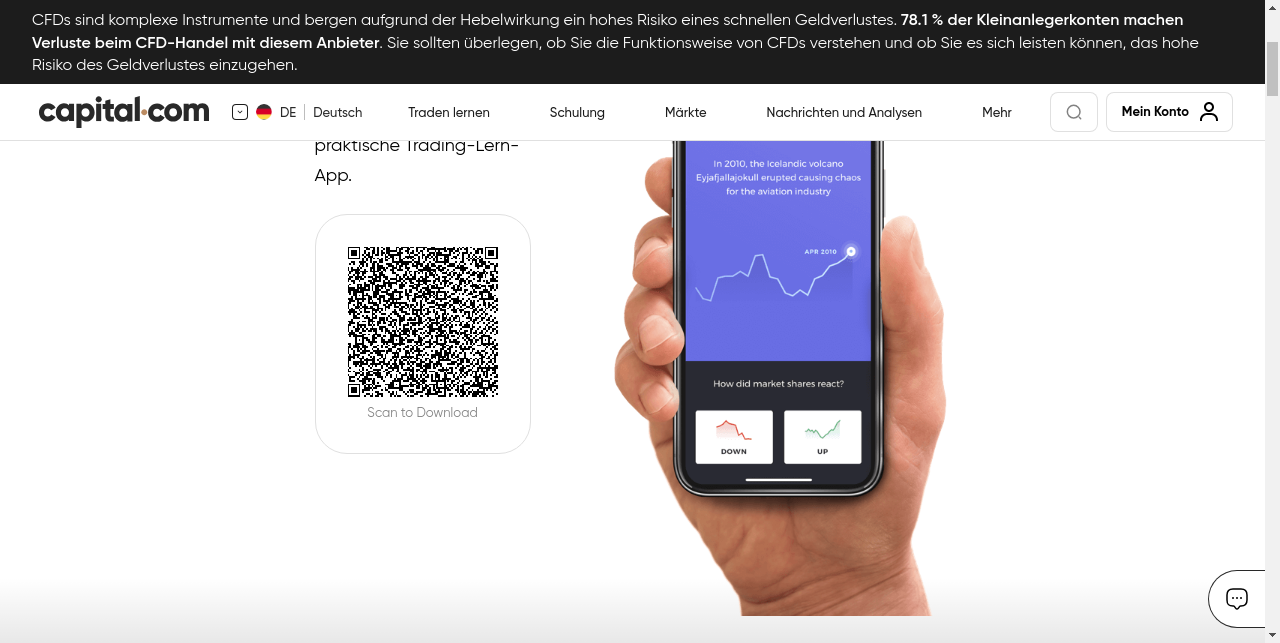 CFDs sind komplexe Instrumente und bergen aufgrund der Hebelwirkung ein hohes Risiko eines schnellen Geldverlustes. 78.1 % der Kleinanlegerkonten machen
Verluste beim CFD-Handel mit diesem Anbieter. Sie sollten überlegen, ob Sie die Funktionsweise von CFDs verstehen und ob Sie es sich leisten können, das hohe
Risiko des Geldverlustes einzugehen.
capital.com
DE Deutsch
Traden lernen
Schulung
Märkte
Nachrichten und Analysen
Mehr
Mein Konto
praktische Trading-Lern-
App.
Scan to Download
In 2010, the Icelandic volcano
Eyjafjallajokull erupted causing chaos
for the aviation industry
APR 2010
How did market shares react?
DOWN
UP